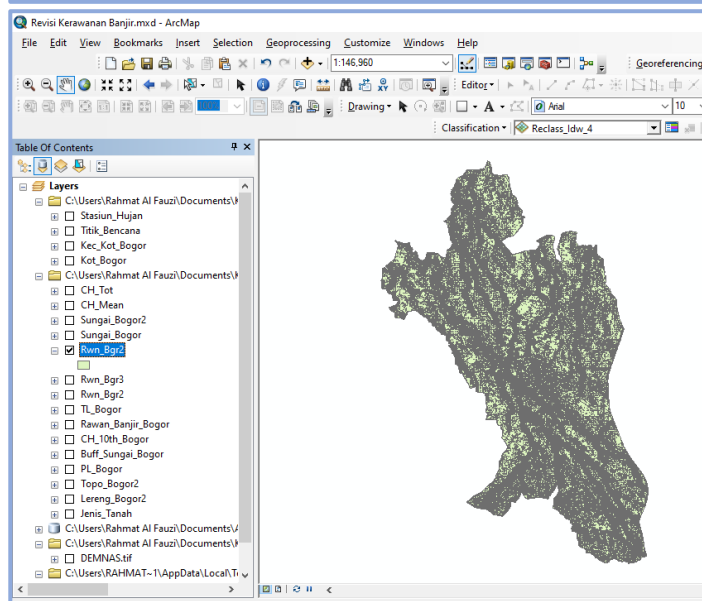 Revisi Kerawanan Banjir.mxd - ArcMap
File Edit View Bookmarks Insert Selection Geoprocessing Customize Windows Help
1:146,960 Georeferencing
Editor
Drawing A Arial 10
Classification Reclass_Idw_4
Table Of Contents
Layers
C:\Users\Rahmat Al Fauzi\Documents\K
Stasiun_Hujan
Titik_Bencana
Kec_Kot_Bogor
Kot_Bogor
C:\Users\Rahmat Al Fauzi\Documents\K
CH_Tot
CH_Mean
Sungai_Bogor2
Sungai_Bogor
Rwn_Bgr2
Rwn_Bgr3
Rwn_Bgr2
TL_Bogor
Rawan_Banjir_Bogor
CH_10th_Bogor
Buff_Sungai_Bogor
PL_Bogor
Topo_Bogor2
Lereng_Bogor2
Jenis_Tanah
C:\Users\Rahmat Al Fauzi\Documents\A
C:\Users\Rahmat Al Fauzi\Documents\K
DEMNAS.tif
C:\Users\RAHMAT~1\AppData\Local\Te